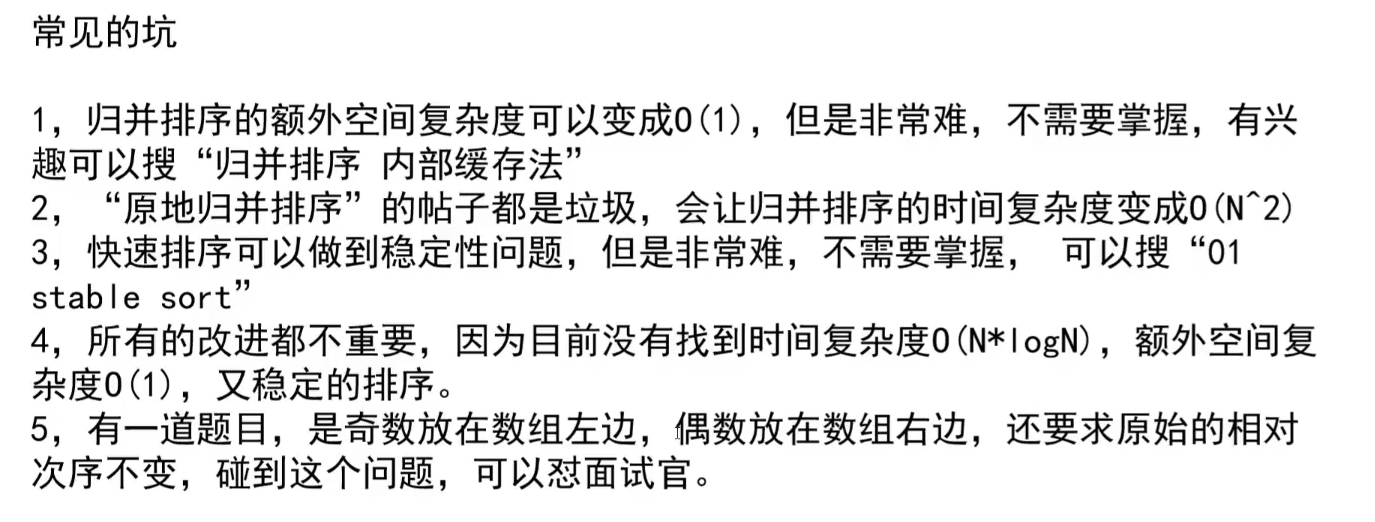 常见的坑
1，归并排序的额外空间复杂度可以变成O(1)，但是非常难，不需要掌握，有兴
趣可以搜“归并排序 内部缓存法”
2，“原地归并排序”的帖子都是垃圾，会让归并排序的时间复杂度变成O(N^2)
3，快速排序可以做到稳定性问题，但是非常难，不需要掌握， 可以搜“01
stable sort”
4，所有的改进都不重要，因为目前没有找到时间复杂度O(N*logN)，额外空间复
杂度O(1)，又稳定的排序。
5，有一道题目，是奇数放在数组左边，偶数放在数组右边，还要求原始的相对
次序不变，碰到这个问题，可以怼面试官。